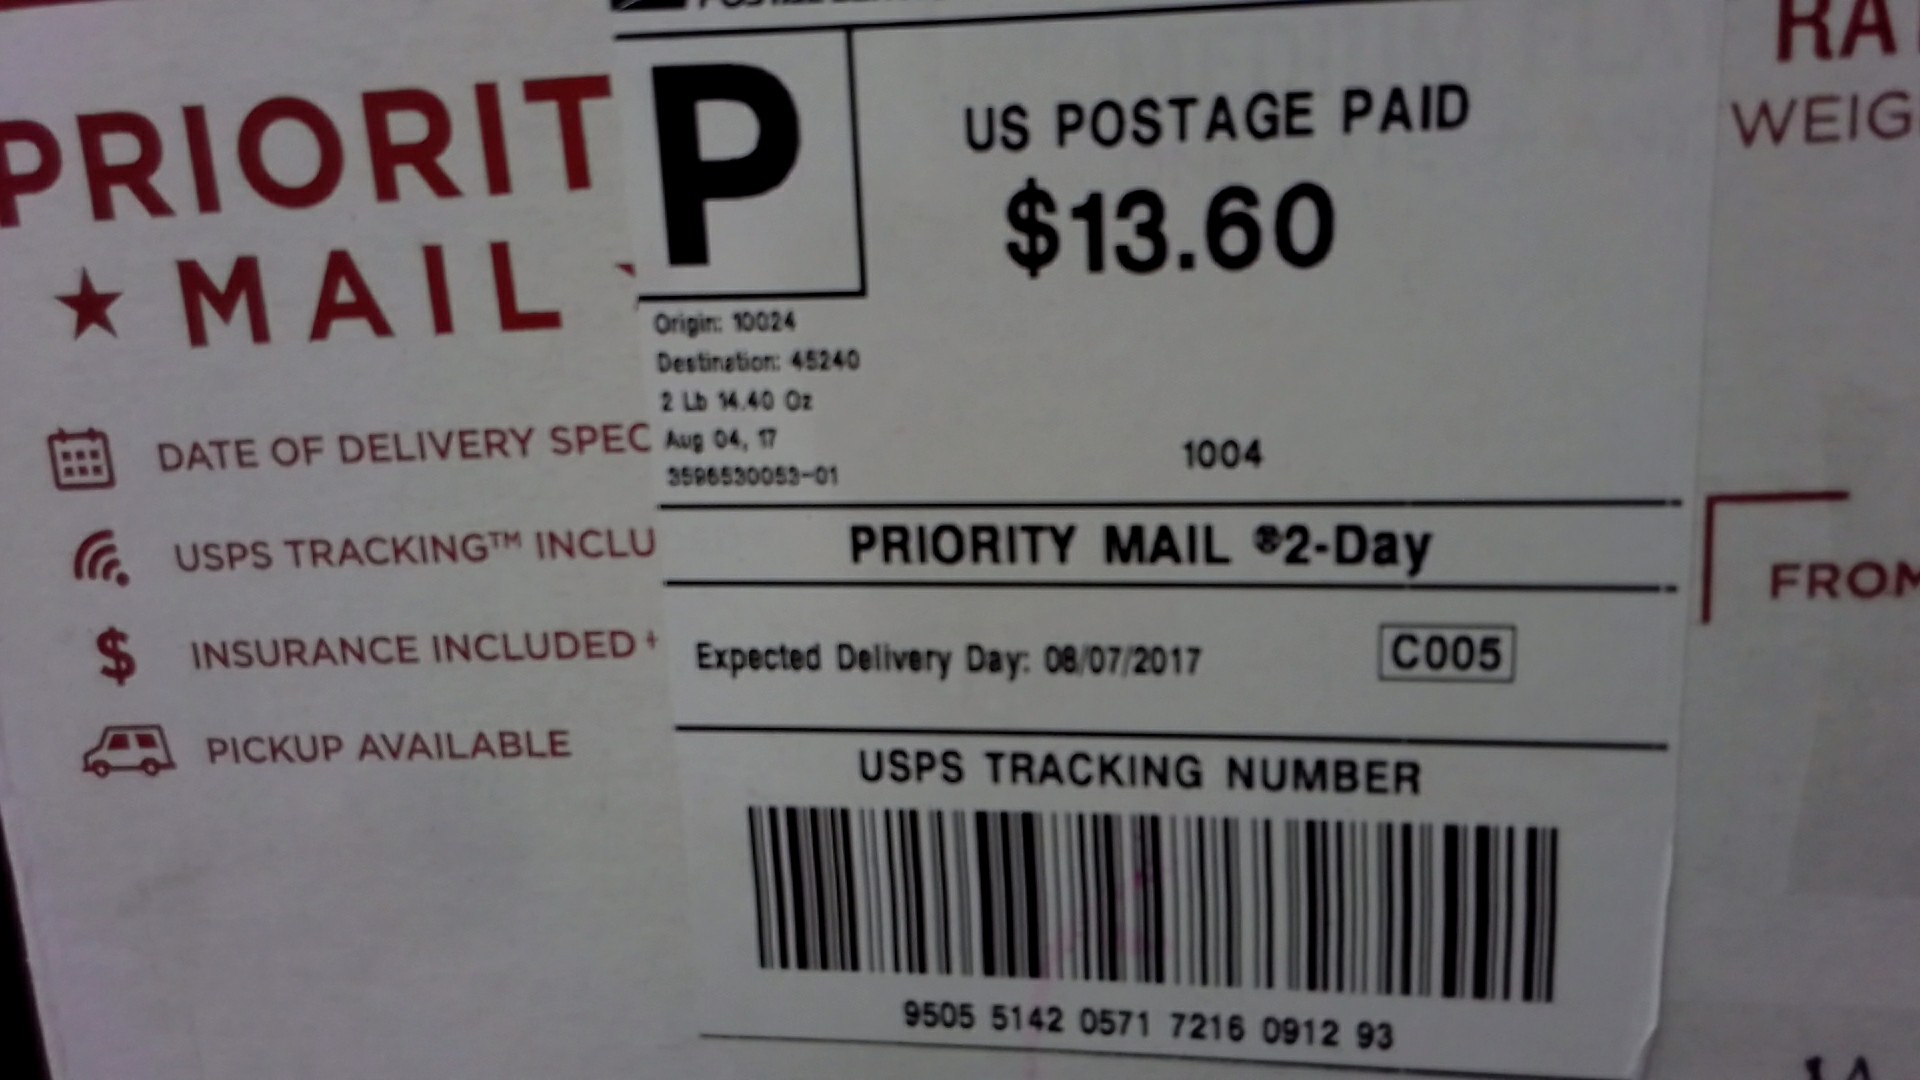 PRIORIT
★ MAIL
DATE OF DELIVERY SPEC
USPS TRACKING™ INCLU
$ INSURANCE INCLUDED +
PICKUP AVAILABLE
P
US POSTAGE PAID
$13.60
Origin: 10024
Destination: 45240
2 Lb 14.40 Oz
Aug 04, 17
3596530053-01
1004
PRIORITY MAIL ®2-Day
Expected Delivery Day: 08/07/2017
C005
USPS TRACKING NUMBER
9505 5142 0571 7216 0912 93
RA
WEIG
FROM